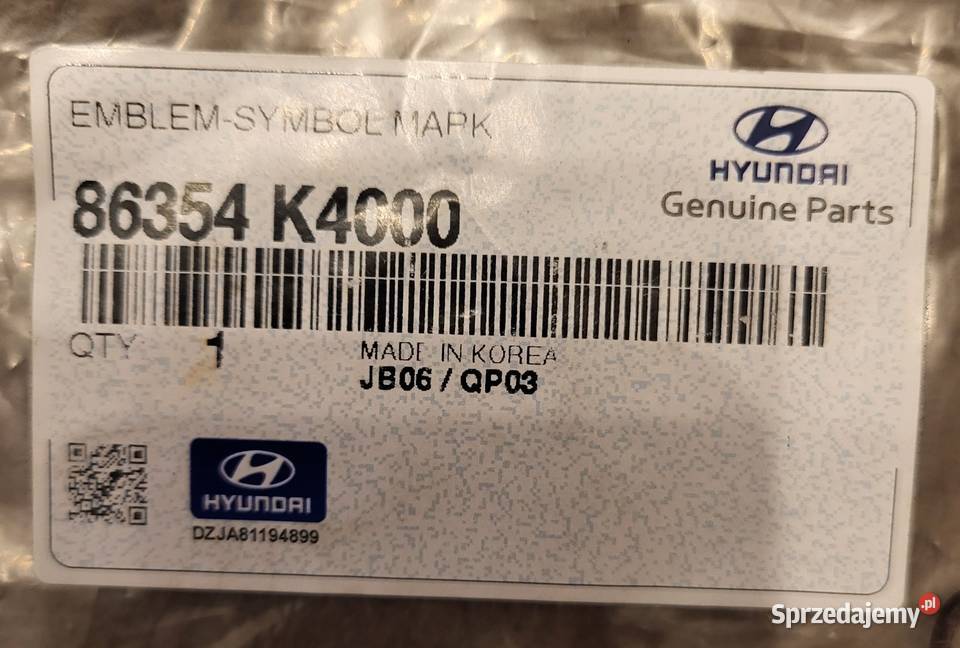 EMBLEM-SYMBOL MARK
HYUNDAI
Genuine Parts
86354 K4000
QTY 1
MADE IN KOREA
JB06 / QP03
HYUNDAI
DZJA81194899
Sprzedajemy.pl